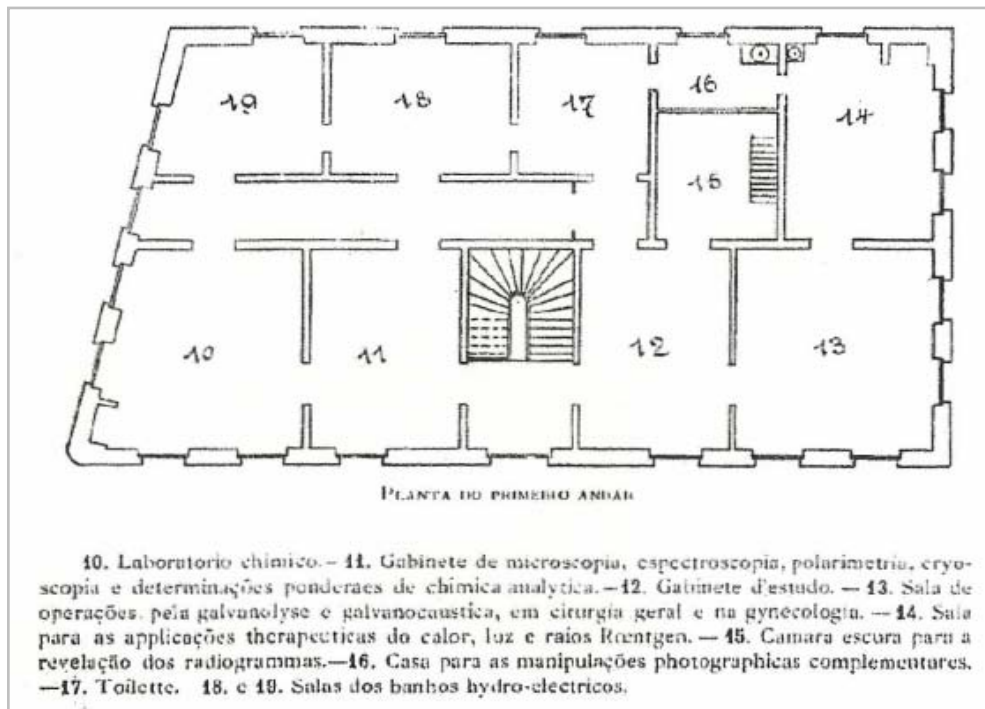 19 18 17 16 14
15
10 11 12 13
PLANTA DO PRIMEIRO ANDAR
10. Laboratorio chimico.— 11. Gabinete de microscopia, espectroscopia, polarimetria, cryo-
scopia e determinações ponderaes de chimica analytica.—12. Gabinete d'estudo. — 13. Sala de
operações, pela galvanolyse e galvanocaustica, em cirurgia geral e na gynecologia. — 14. Sala
para as applicações therapeuticas do calor, luz e raios Rœntgen. — 15. Camara escura para a
revelação dos radiogrammas.—16. Casa para as manipulações photographicas complementares.
—17. Toilette. 18. e 19. Salas dos banhos hydro-electricos.